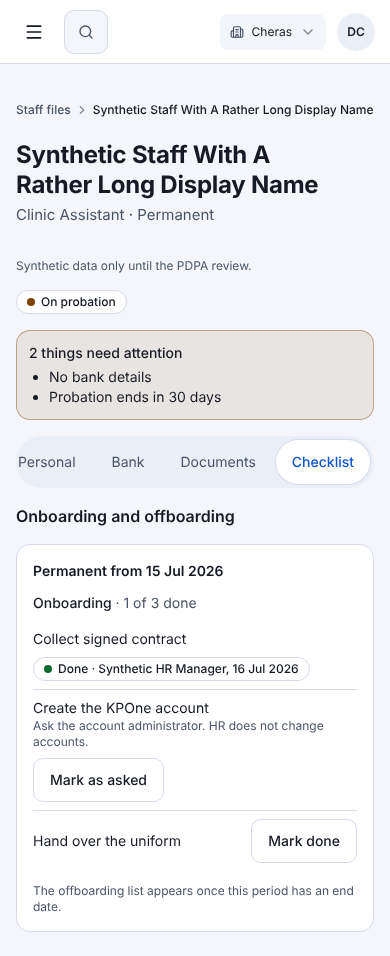 Cheras
DC
Staff files > Synthetic Staff With A Rather Long Display Name
Synthetic Staff With A
Rather Long Display Name
Clinic Assistant · Permanent
Synthetic data only until the PDPA review.
On probation
2 things need attention
• No bank details
• Probation ends in 30 days
Personal Bank Documents Checklist
Onboarding and offboarding
Permanent from 15 Jul 2026
Onboarding · 1 of 3 done
Collect signed contract
Done · Synthetic HR Manager, 16 Jul 2026
Create the KPOne account
Ask the account administrator. HR does not change
accounts.
Mark as asked
Hand over the uniform
Mark done
The offboarding list appears once this period has an end
date.